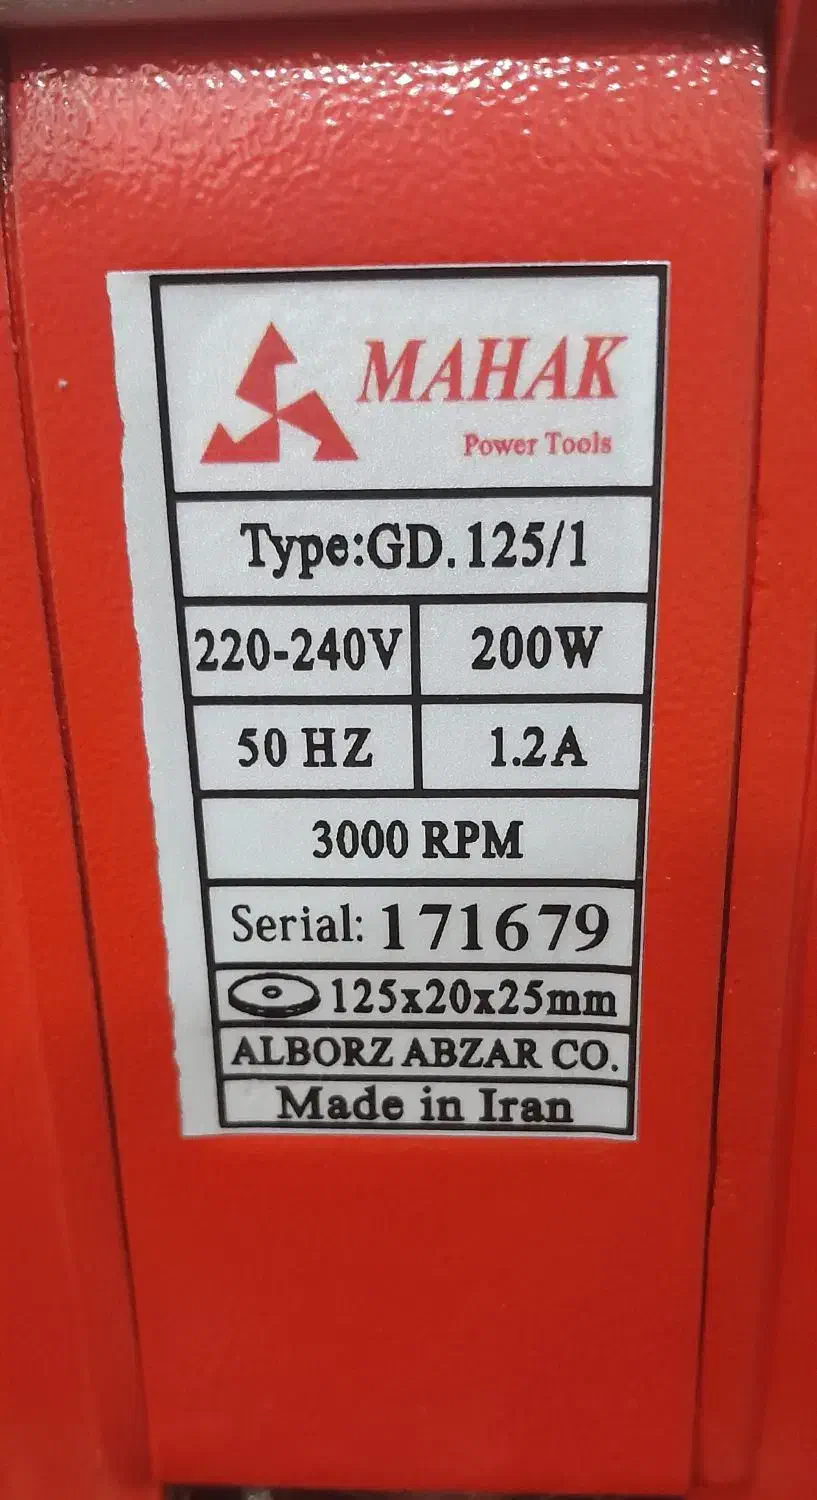 MAHAK
Power Tools
Type:GD.125/1
220-240V 200W
50 HZ 1.2A
3000 RPM
Serial: 171679
125x20x25mm
ALBORZ ABZAR CO.
Made in Iran